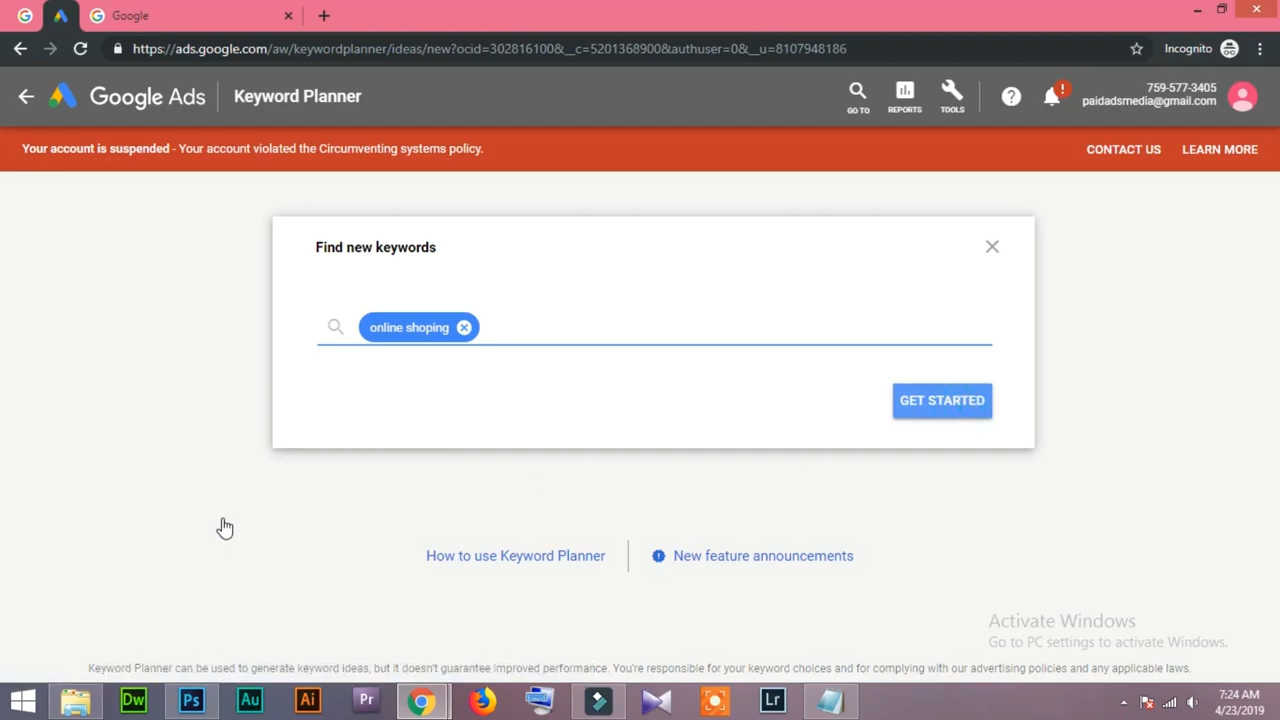 Google
https://ads.google.com/aw/keywordplanner/ideas/new?ocid=302816100&__c=5201368900&authuser=0&__u=8107948186
Incognito
Google Ads
Keyword Planner
GO TO
REPORTS
TOOLS
759-577-3405
paidadsmedia@gmail.com
Your account is suspended - Your account violated the Circumventing systems policy.
CONTACT US
LEARN MORE
Find new keywords
online shoping
GET STARTED
How to use Keyword Planner
New feature announcements
Activate Windows
Go to PC settings to activate Windows.
Keyword Planner can be used to generate keyword ideas, but it doesn't guarantee improved performance. You're responsible for your keyword choices and for complying with our advertising policies and any applicable laws.
Dw
Ps
Au
Ai
Pr
Lr
7:24 AM
4/23/2019